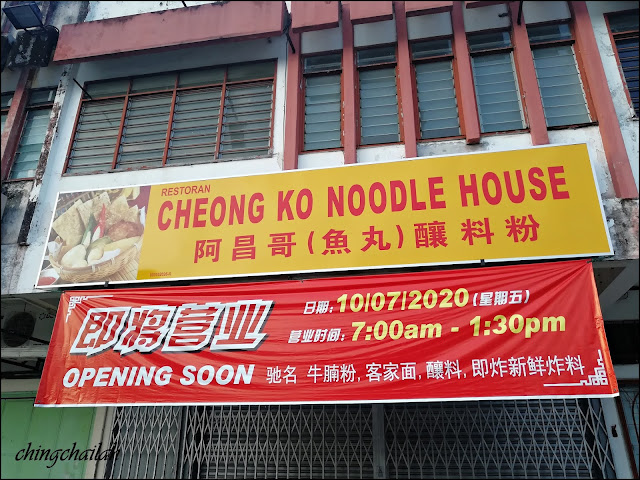 RESTORAN
CHEONG KO NOODLE HOUSE
阿昌哥(魚丸)釀料粉
即将营业
日期: 10/07/2020 (星期五)
营业时间: 7:00am - 1:30pm
OPENING SOON
驰名 牛腩粉, 客家面, 釀料, 即炸新鲜炸料
chingchailah